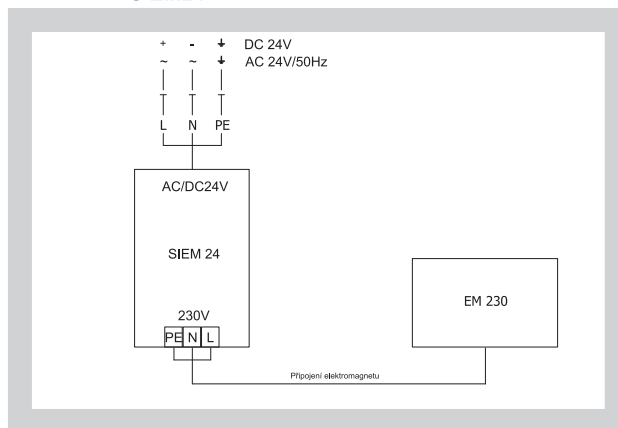 + - ⏚ DC 24V
~ ~ ⏚ AC 24V/50Hz
L N PE
AC/DC24V
SIEM 24
230V
PE N L
EM 230
Připojení elektromagnetu